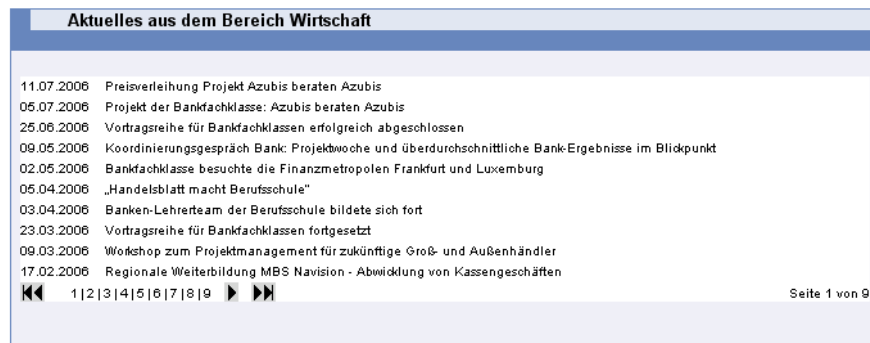 Aktuelles aus dem Bereich Wirtschaft
11.07.2006 Preisverleihung Projekt Azubis beraten Azubis
05.07.2006 Projekt der Bankfachklasse: Azubis beraten Azubis
25.06.2006 Vortragsreihe für Bankfachklassen erfolgreich abgeschlossen
09.05.2006 Koordinierungsgespräch Bank: Projektwoche und überdurchschnittliche Bank-Ergebnisse im Blickpunkt
02.05.2006 Bankfachklasse besuchte die Finanzmetropolen Frankfurt und Luxemburg
05.04.2006 „Handelsblatt macht Berufsschule"
03.04.2006 Banken-Lehrerteam der Berufsschule bildete sich fort
23.03.2006 Vortragsreihe für Bankfachklassen fortgesetzt
09.03.2006 Workshop zum Projektmanagement für zukünftige Groß- und Außenhändler
17.02.2006 Regionale Weiterbildung MBS Navision - Abwicklung von Kassengeschäften
1|2|3|4|5|6|7|8|9 Seite 1 von 9